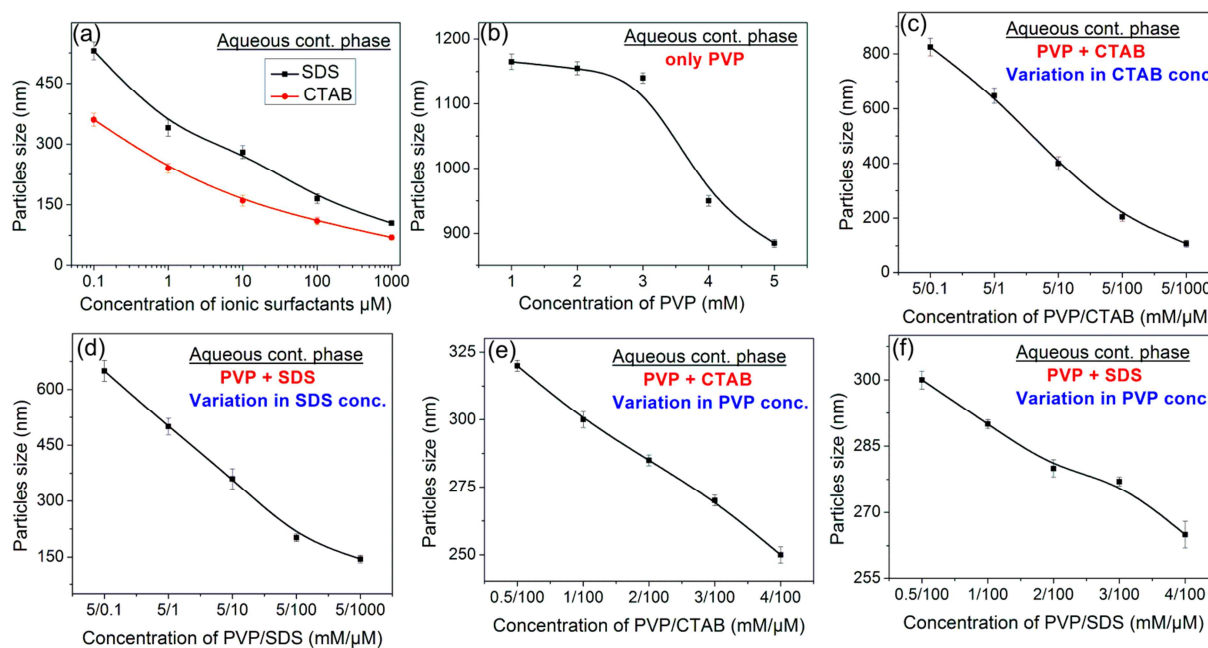 (a)
Aqueous cont. phase
SDS
CTAB
450
300
150
0
Particles size (nm)
0.1 1 10 100 1000
Concentration of ionic surfactants µM)
(b)
Aqueous cont. phase
only PVP
1200
1100
1000
900
Particles size (nm)
1 2 3 4 5
Concentration of PVP (mM)
(c)
Aqueous cont. phase
PVP + CTAB
Variation in CTAB conc.
800
600
400
200
0
Particles size (nm)
5/0.1 5/1 5/10 5/100 5/1000
Concentration of PVP/CTAB (mM/µM)
(d)
Aqueous cont. phase
PVP + SDS
Variation in SDS conc.
600
450
300
150
Particles size (nm)
5/0.1 5/1 5/10 5/100 5/1000
Concentration of PVP/SDS (mM/µM)
(e)
Aqueous cont. phase
PVP + CTAB
Variation in PVP conc.
325
300
275
250
Particles size (nm)
0.5/100 1/100 2/100 3/100 4/100
Concentration of PVP/CTAB (mM/µM)
(f)
Aqueous cont. phase
PVP + SDS
Variation in PVP conc.
300
285
270
255
Particles size (nm)
0.5/100 1/100 2/100 3/100 4/100
Concentration of PVP/SDS (mM/µM)